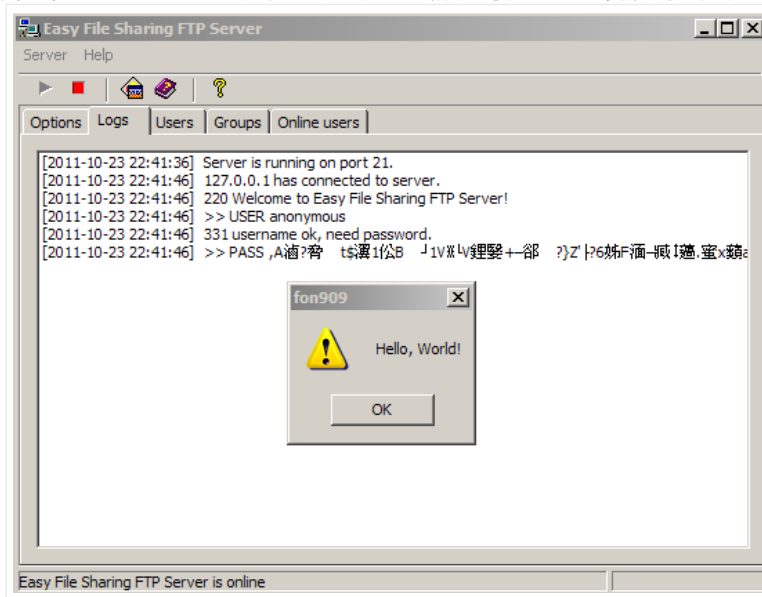 Easy File Sharing FTP Server
Server Help
Options Logs Users Groups Online users
[2011-10-23 22:41:36] Server is running on port 21.
[2011-10-23 22:41:46] 127.0.0.1 has connected to server.
[2011-10-23 22:41:46] 220 Welcome to Easy File Sharing FTP Server!
[2011-10-23 22:41:46] >> USER anonymous
[2011-10-23 22:41:46] 331 username ok, need password.
[2011-10-23 22:41:46] >> PASS ,A
fon909
Hello, World!
OK
Easy File Sharing FTP Server is online